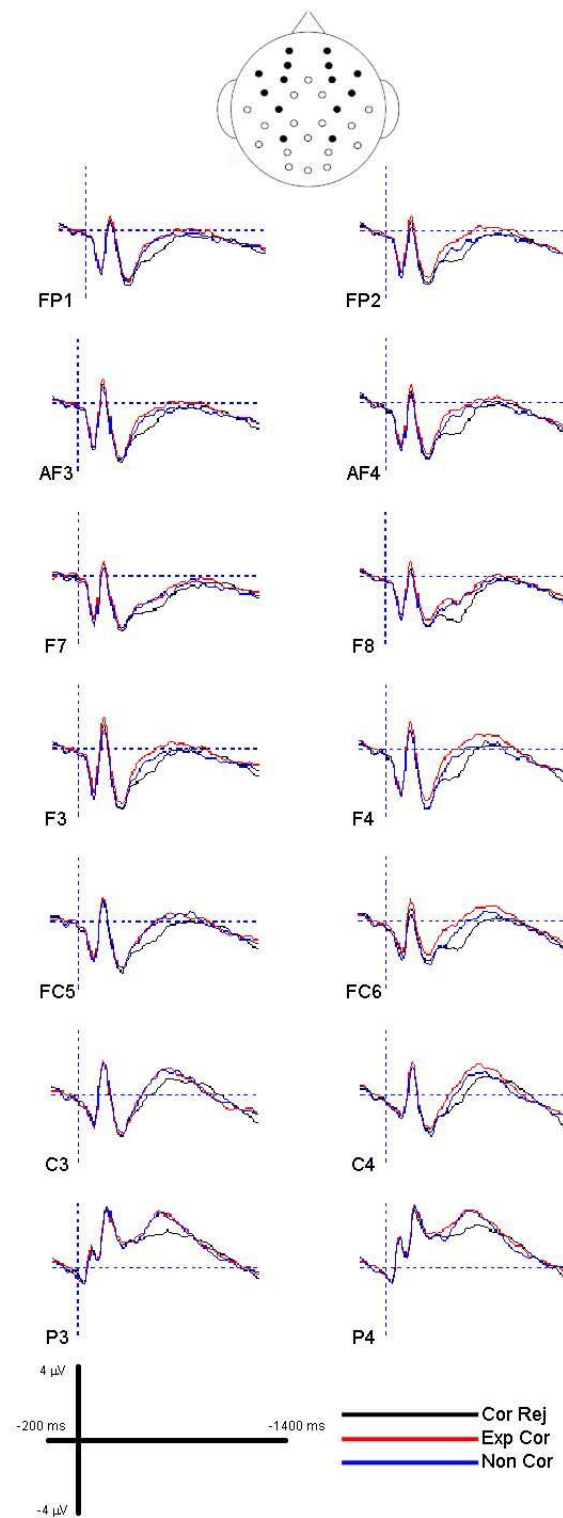 FP1 FP2
AF3 AF4
F7 F8
F3 F4
FC5 FC6
C3 C4
P3 P4
4 µV
-200 ms -1400 ms
-4 µV
Cor Rej
Exp Cor
Non Cor